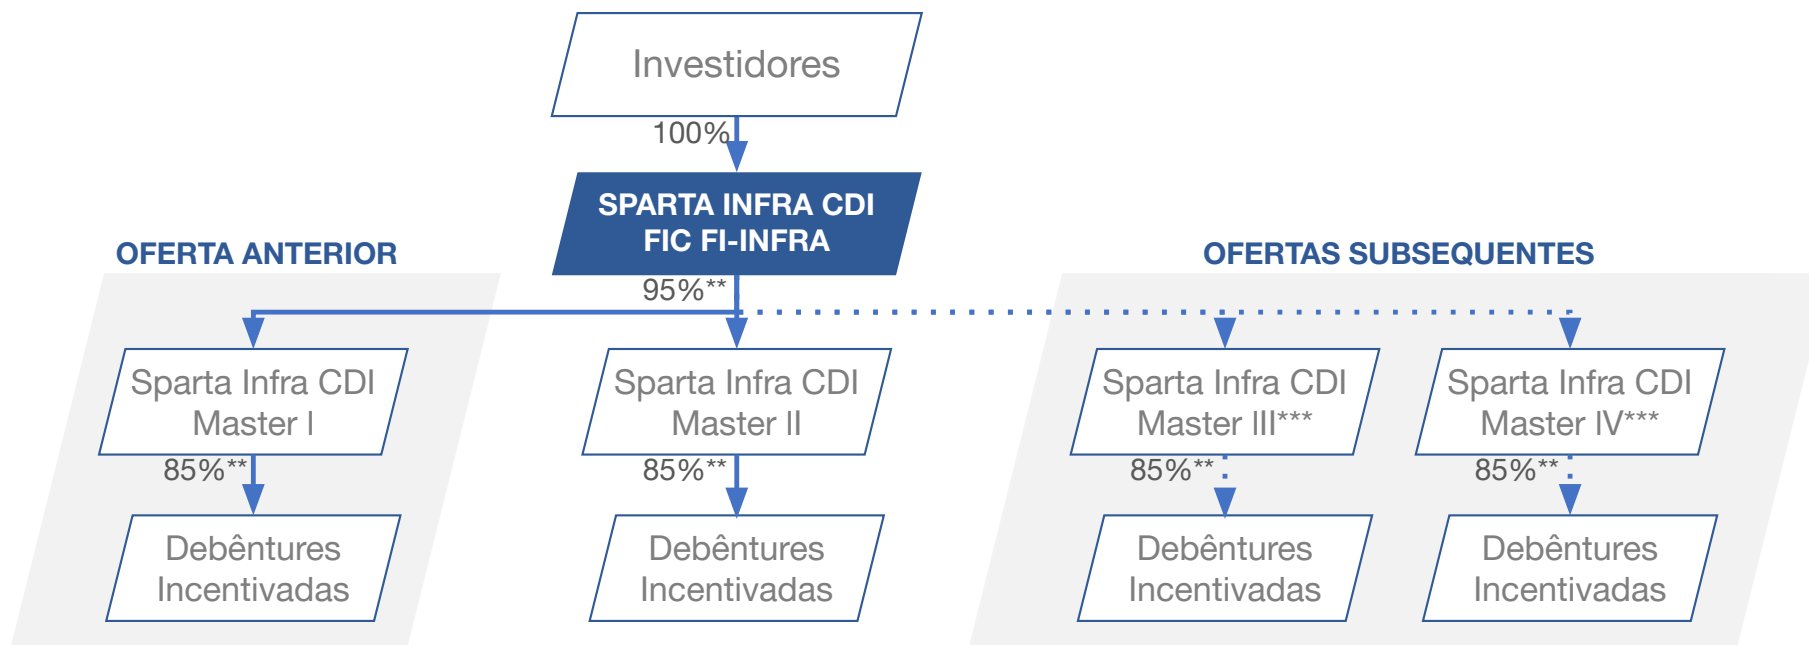 Investidores
100%
SPARTA INFRA CDI
FIC FI-INFRA
OFERTA ANTERIOR
95%**
OFERTAS SUBSEQUENTES
Sparta Infra CDI
Master I
85%**
Debêntures
Incentivadas
Sparta Infra CDI
Master II
85%**
Debêntures
Incentivadas
Sparta Infra CDI
Master III***
85%**
Debêntures
Incentivadas
Sparta Infra CDI
Master IV***
85%**
Debêntures
Incentivadas